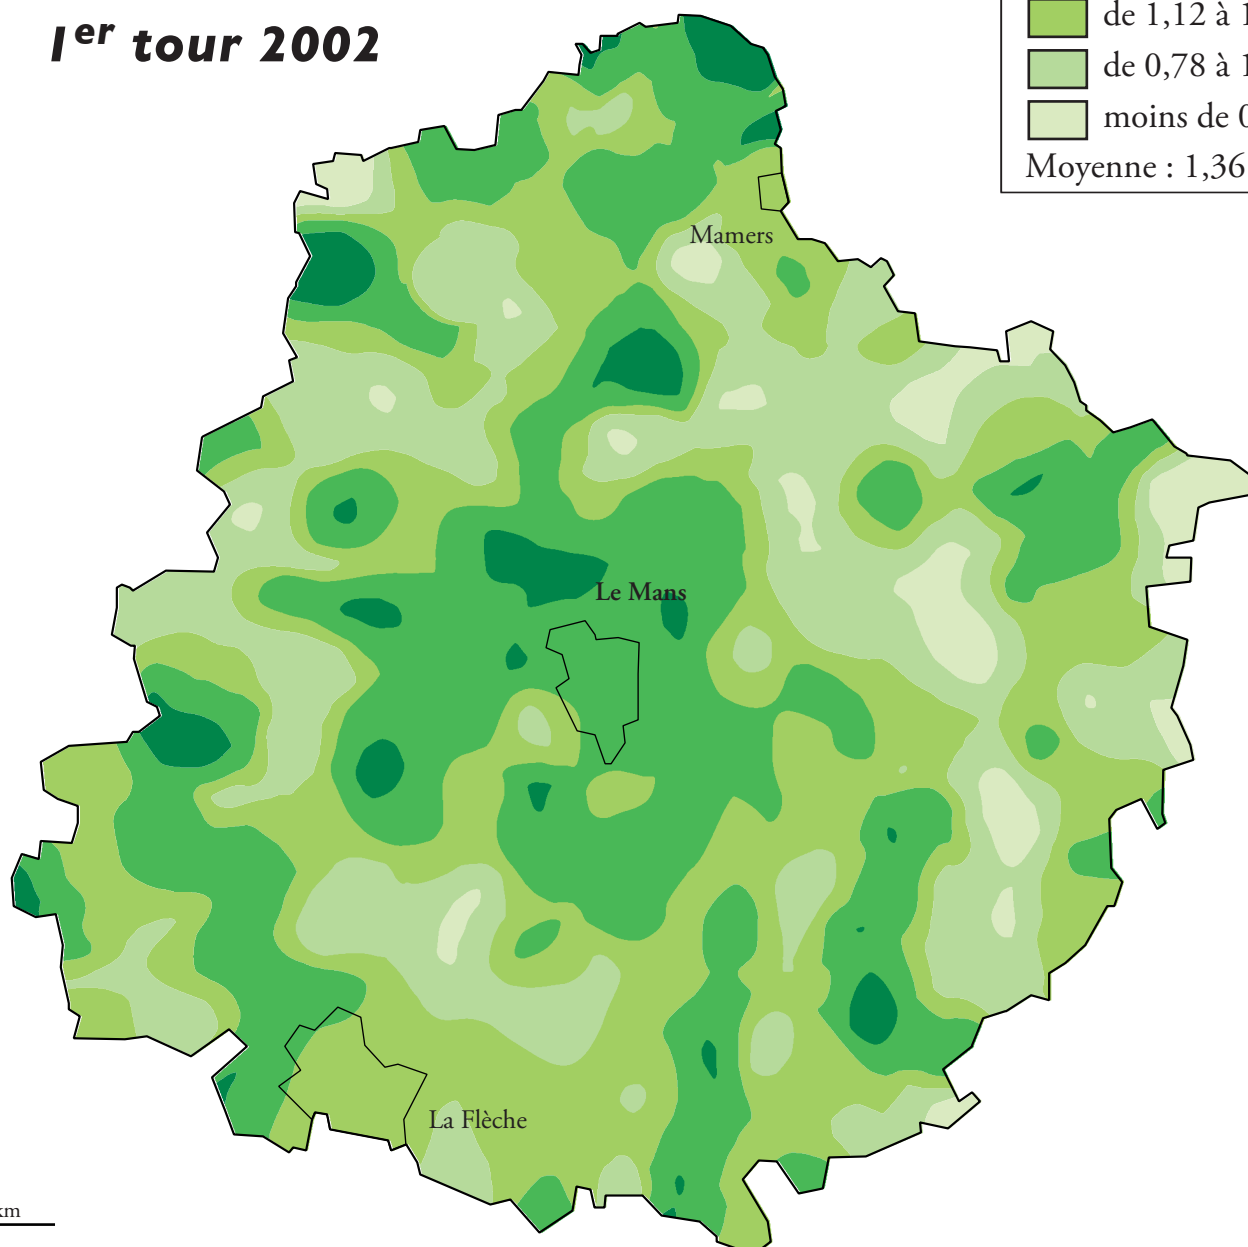 1er tour 2002
de 1,12 à 1
de 0,78 à 1
moins de 0
Moyenne : 1,36
Mamers
Le Mans
La Flèche
km